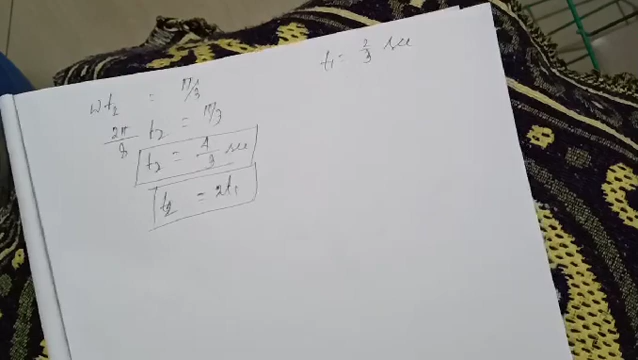 ωt₂ = π/3
2π/8 t₂ = π/3
t₂ = 4/3 sec
t₂ = 2t₁
t₁ = 2/3 sec